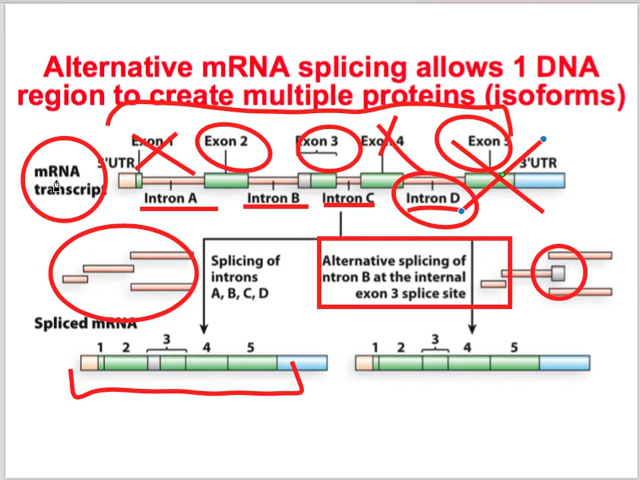 Alternative mRNA splicing allows 1 DNA
region to create multiple proteins (isoforms)
Exon 1 Exon 2 Exon 3 Exon 4 Exon 5
5'UTR 3'UTR
mRNA
transcript
Intron A Intron B Intron C Intron D
Splicing of
introns
A, B, C, D
Alternative splicing of
ntron B at the internal
exon 3 splice site
Spliced mRNA
1 2 3 4 5
1 2 3 4 5